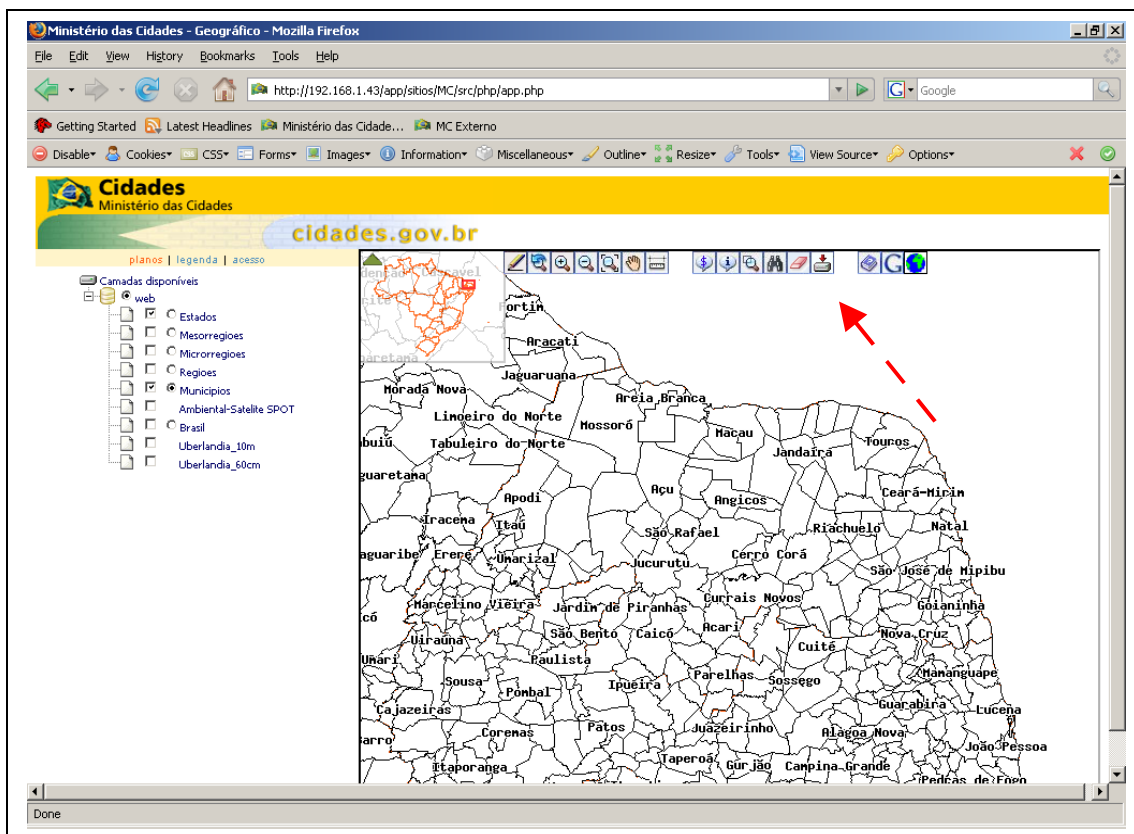 Ministério das Cidades - Geográfico - Mozilla Firefox
File Edit View History Bookmarks Tools Help
http://192.168.1.43/app/sitios/MC/src/php/app.php
Google
Getting Started Latest Headlines Ministério das Cidade... MC Externo
Disable Cookies CSS Forms Images Information Miscellaneous Outline Resize Tools View Source Options
Cidades
Ministério das Cidades
cidades.gov.br
planos | legenda | acesso
Camadas disponíveis
web
Estados
Mesorregioes
Microrregioes
Regioes
Municipios
Ambiental-Satelite SPOT
Brasil
Uberlandia_10m
Uberlandia_60cm
Aracati
Jaguaruana
Morada Nova
Areia Branca
Limoeiro do Norte
Mossoró
Macau
Tabuleiro do Norte
Touros
Jandaíra
guaretama
Açu
Ceará-Mirim
Apodi
Angicos
Iracema
Itaú
Riachuelo
Natal
São Rafael
aguaribe
Ererê
Umarizal
Cerro Corá
Jucurutu
São José de Mipibu
Currais Novos
Marcelino Vieira
Jardim de Piranhas
Goianinha
icó
Acari
São Bento
Caicó
Nova Cruz
Uiraúna
Cuité
Umari
Paulista
Mamanguape
Sousa
Ipueira
Parelhas
Sossego
Pombal
Guarabira
Lucena
Cajazeiras
Patos
Juazeirinho
Coremas
Alagoa Nova
arro
João Pessoa
Taperoá
Gurjão
Campina Grande
Itaporanga
Pedras de Fogo
Done